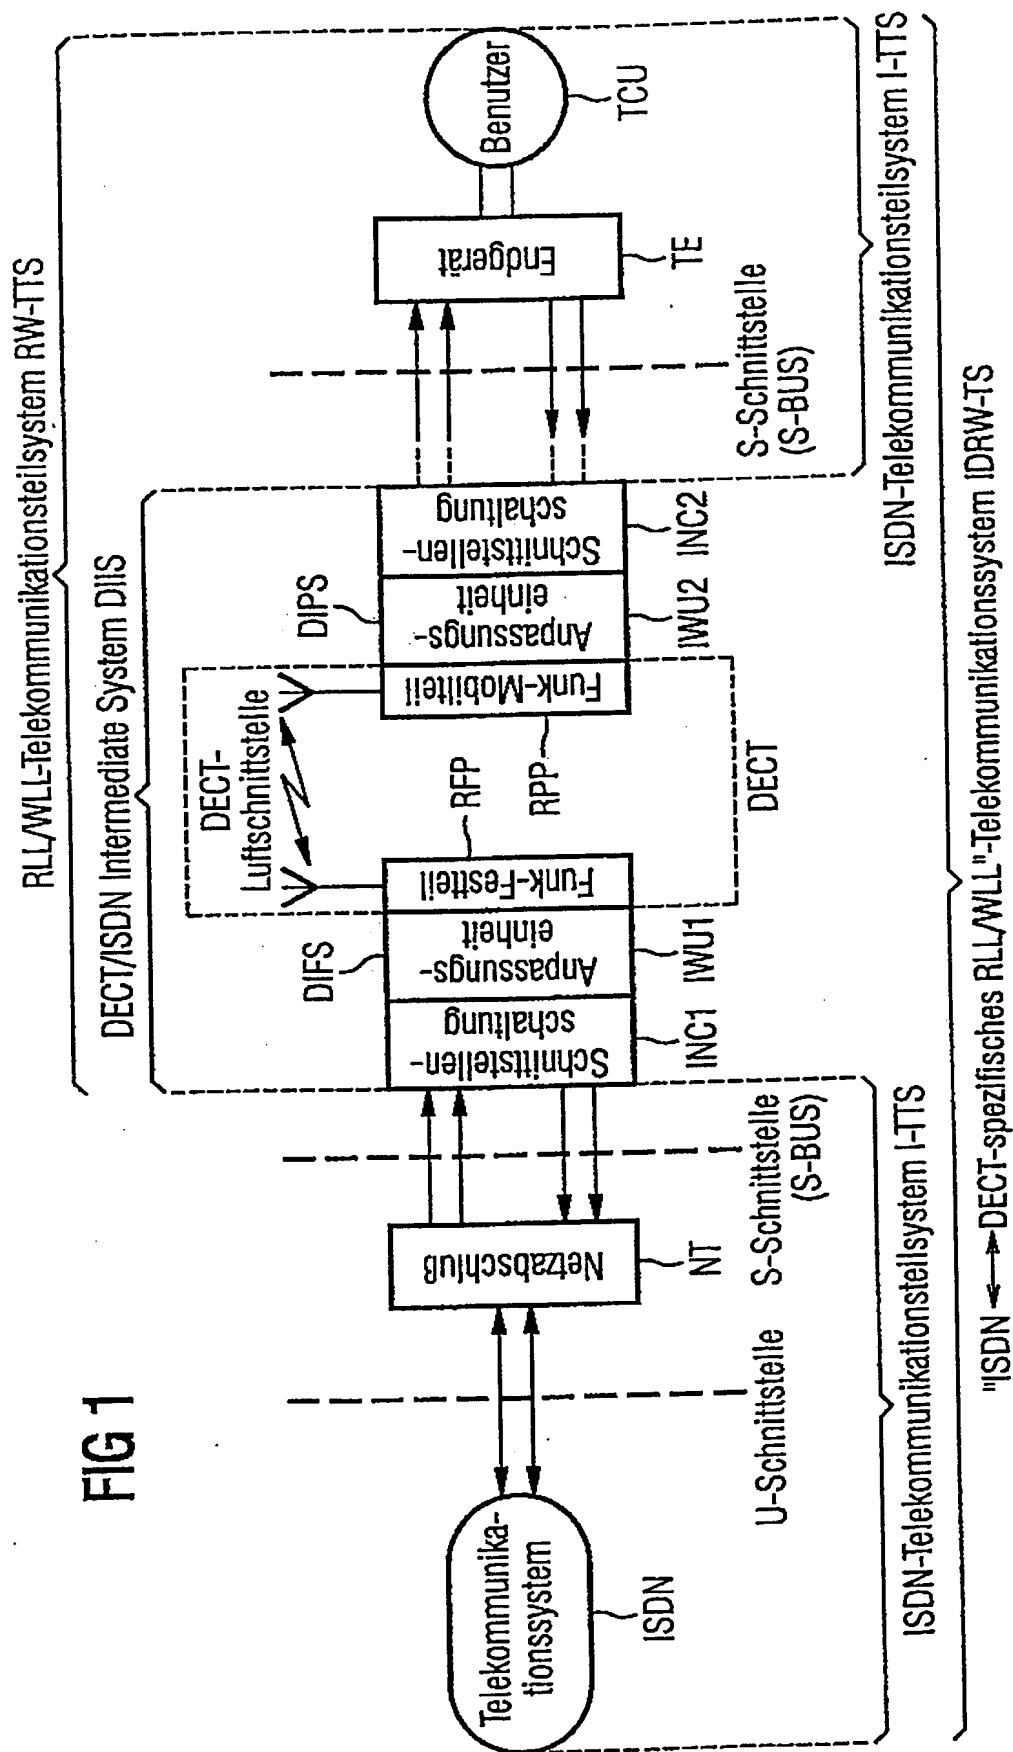 FIG 1
RLL/WLL-Telekommunikationsteilsystem RW-TTS
DECT/ISDN Intermediate System DIIS
DECT-
Luftschnittstelle
DIFS
DIPS
RFP
RPP
DECT
Telekommunika-
tionssystem
ISDN
U-Schnittstelle
Netzabschluß
NT
S-Schnittstelle
(S-BUS)
Schnittstellen-
schaltung
INC1
Anpassungs-
einheit
IWU1
Funk-Festteil
Funk-Mobilteil
Anpassungs-
einheit
IWU2
Schnittstellen-
schaltung
INC2
S-Schnittstelle
(S-BUS)
Endgerät
TE
Benutzer
TCU
ISDN-Telekommunikationsteilsystem I-TTS
ISDN-Telekommunikationsteilsystem I-TTS
"ISDN ↔ DECT-spezifisches RLL/WLL"-Telekommunikationssystem IDRW-TS